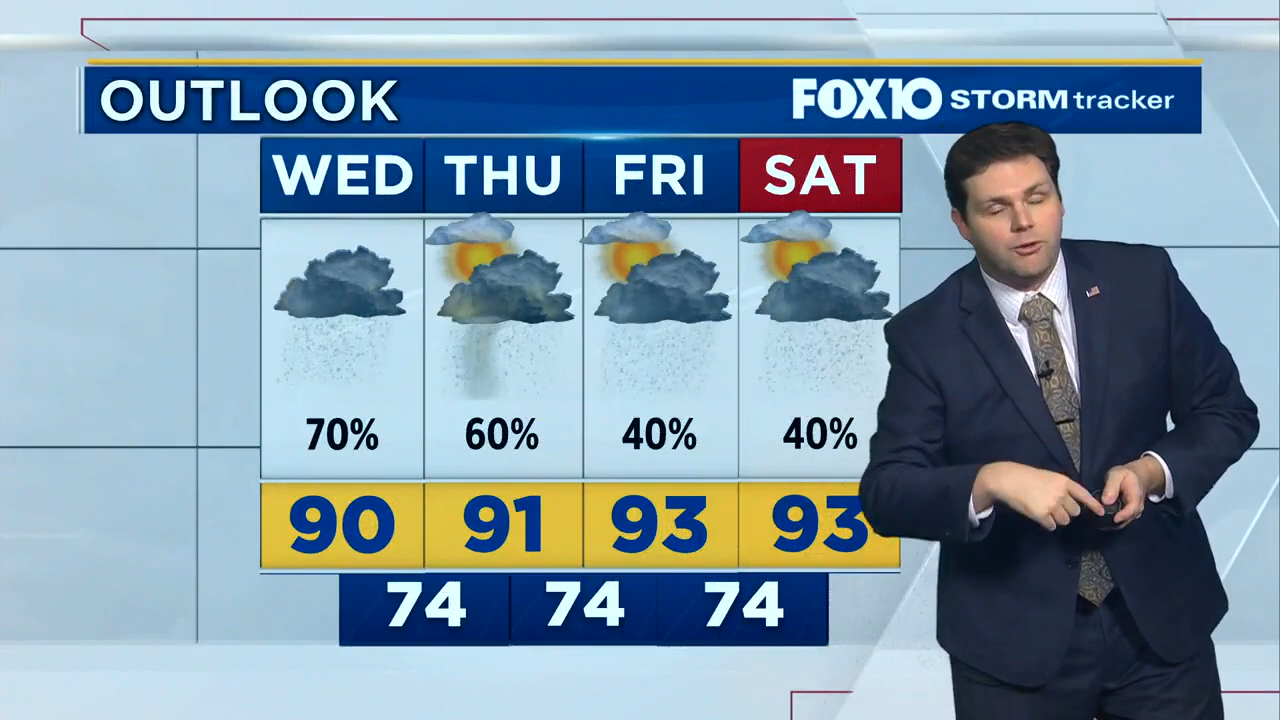 OUTLOOK
FOX10 STORM tracker
WED THU FRI SAT
70% 60% 40% 40%
90 91 93 93
74 74 74